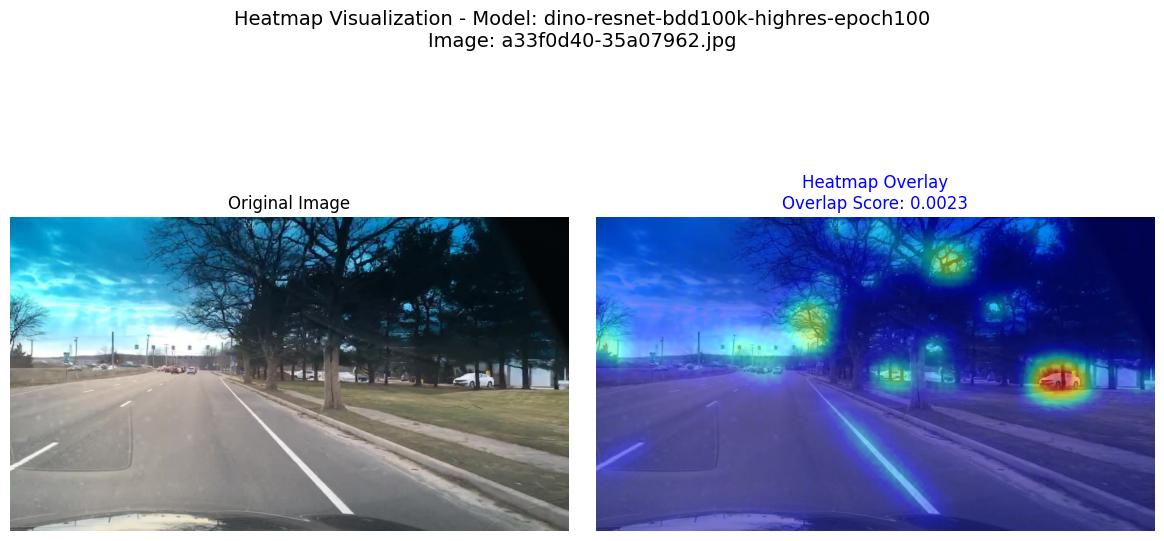 Heatmap Visualization - Model: dino-resnet-bdd100k-highres-epoch100
Image: a33f0d40-35a07962.jpg
Original Image
Heatmap Overlay
Overlap Score: 0.0023